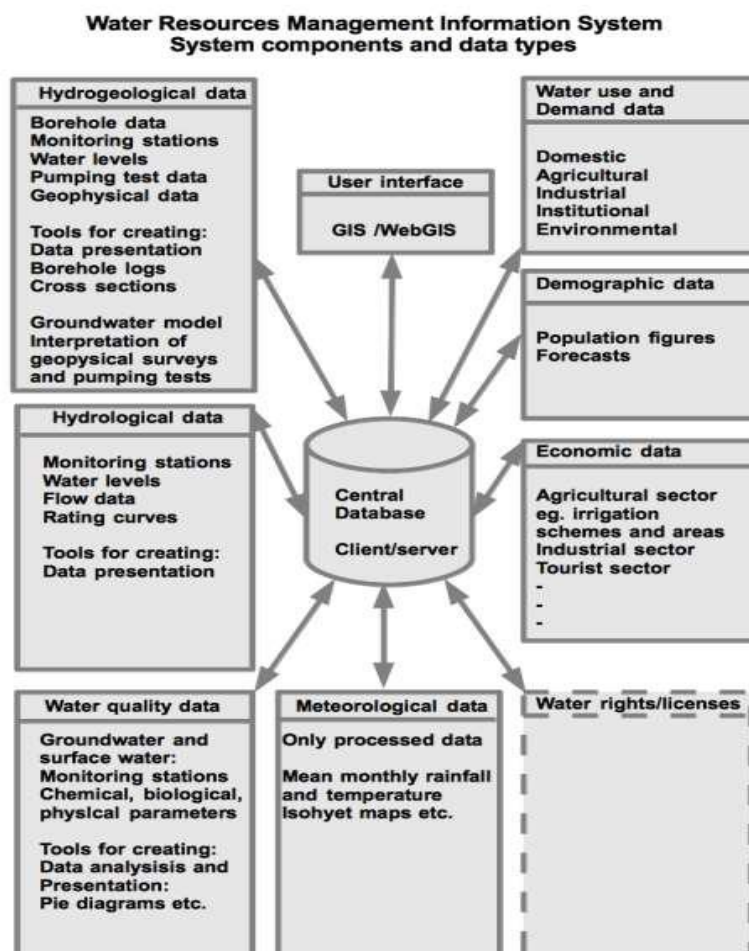 Water Resources Management Information System
System components and data types
Hydrogeological data
Borehole data
Monitoring stations
Water levels
Pumping test data
Geophysical data
Tools for creating:
Data presentation
Borehole logs
Cross sections
Groundwater model
Interpretation of
geopysical surveys
and pumping tests
User interface
GIS /WebGIS
Water use and
Demand data
Domestic
Agricultural
Industrial
Institutional
Environmental
Demographic data
Population figures
Forecasts
Hydrological data
Monitoring stations
Water levels
Flow data
Rating curves
Tools for creating:
Data presentation
Central
Database
Client/server
Economic data
Agricultural sector
eg. irrigation
schemes and areas
Industrial sector
Tourist sector
-
-
-
Water quality data
Groundwater and
surface water:
Monitoring stations
Chemical, biological,
physical parameters
Tools for creating:
Data analysisis and
Presentation:
Pie diagrams etc.
Meteorological data
Only processed data
Mean monthly rainfall
and temperature
Isohyet maps etc.
Water rights/licenses